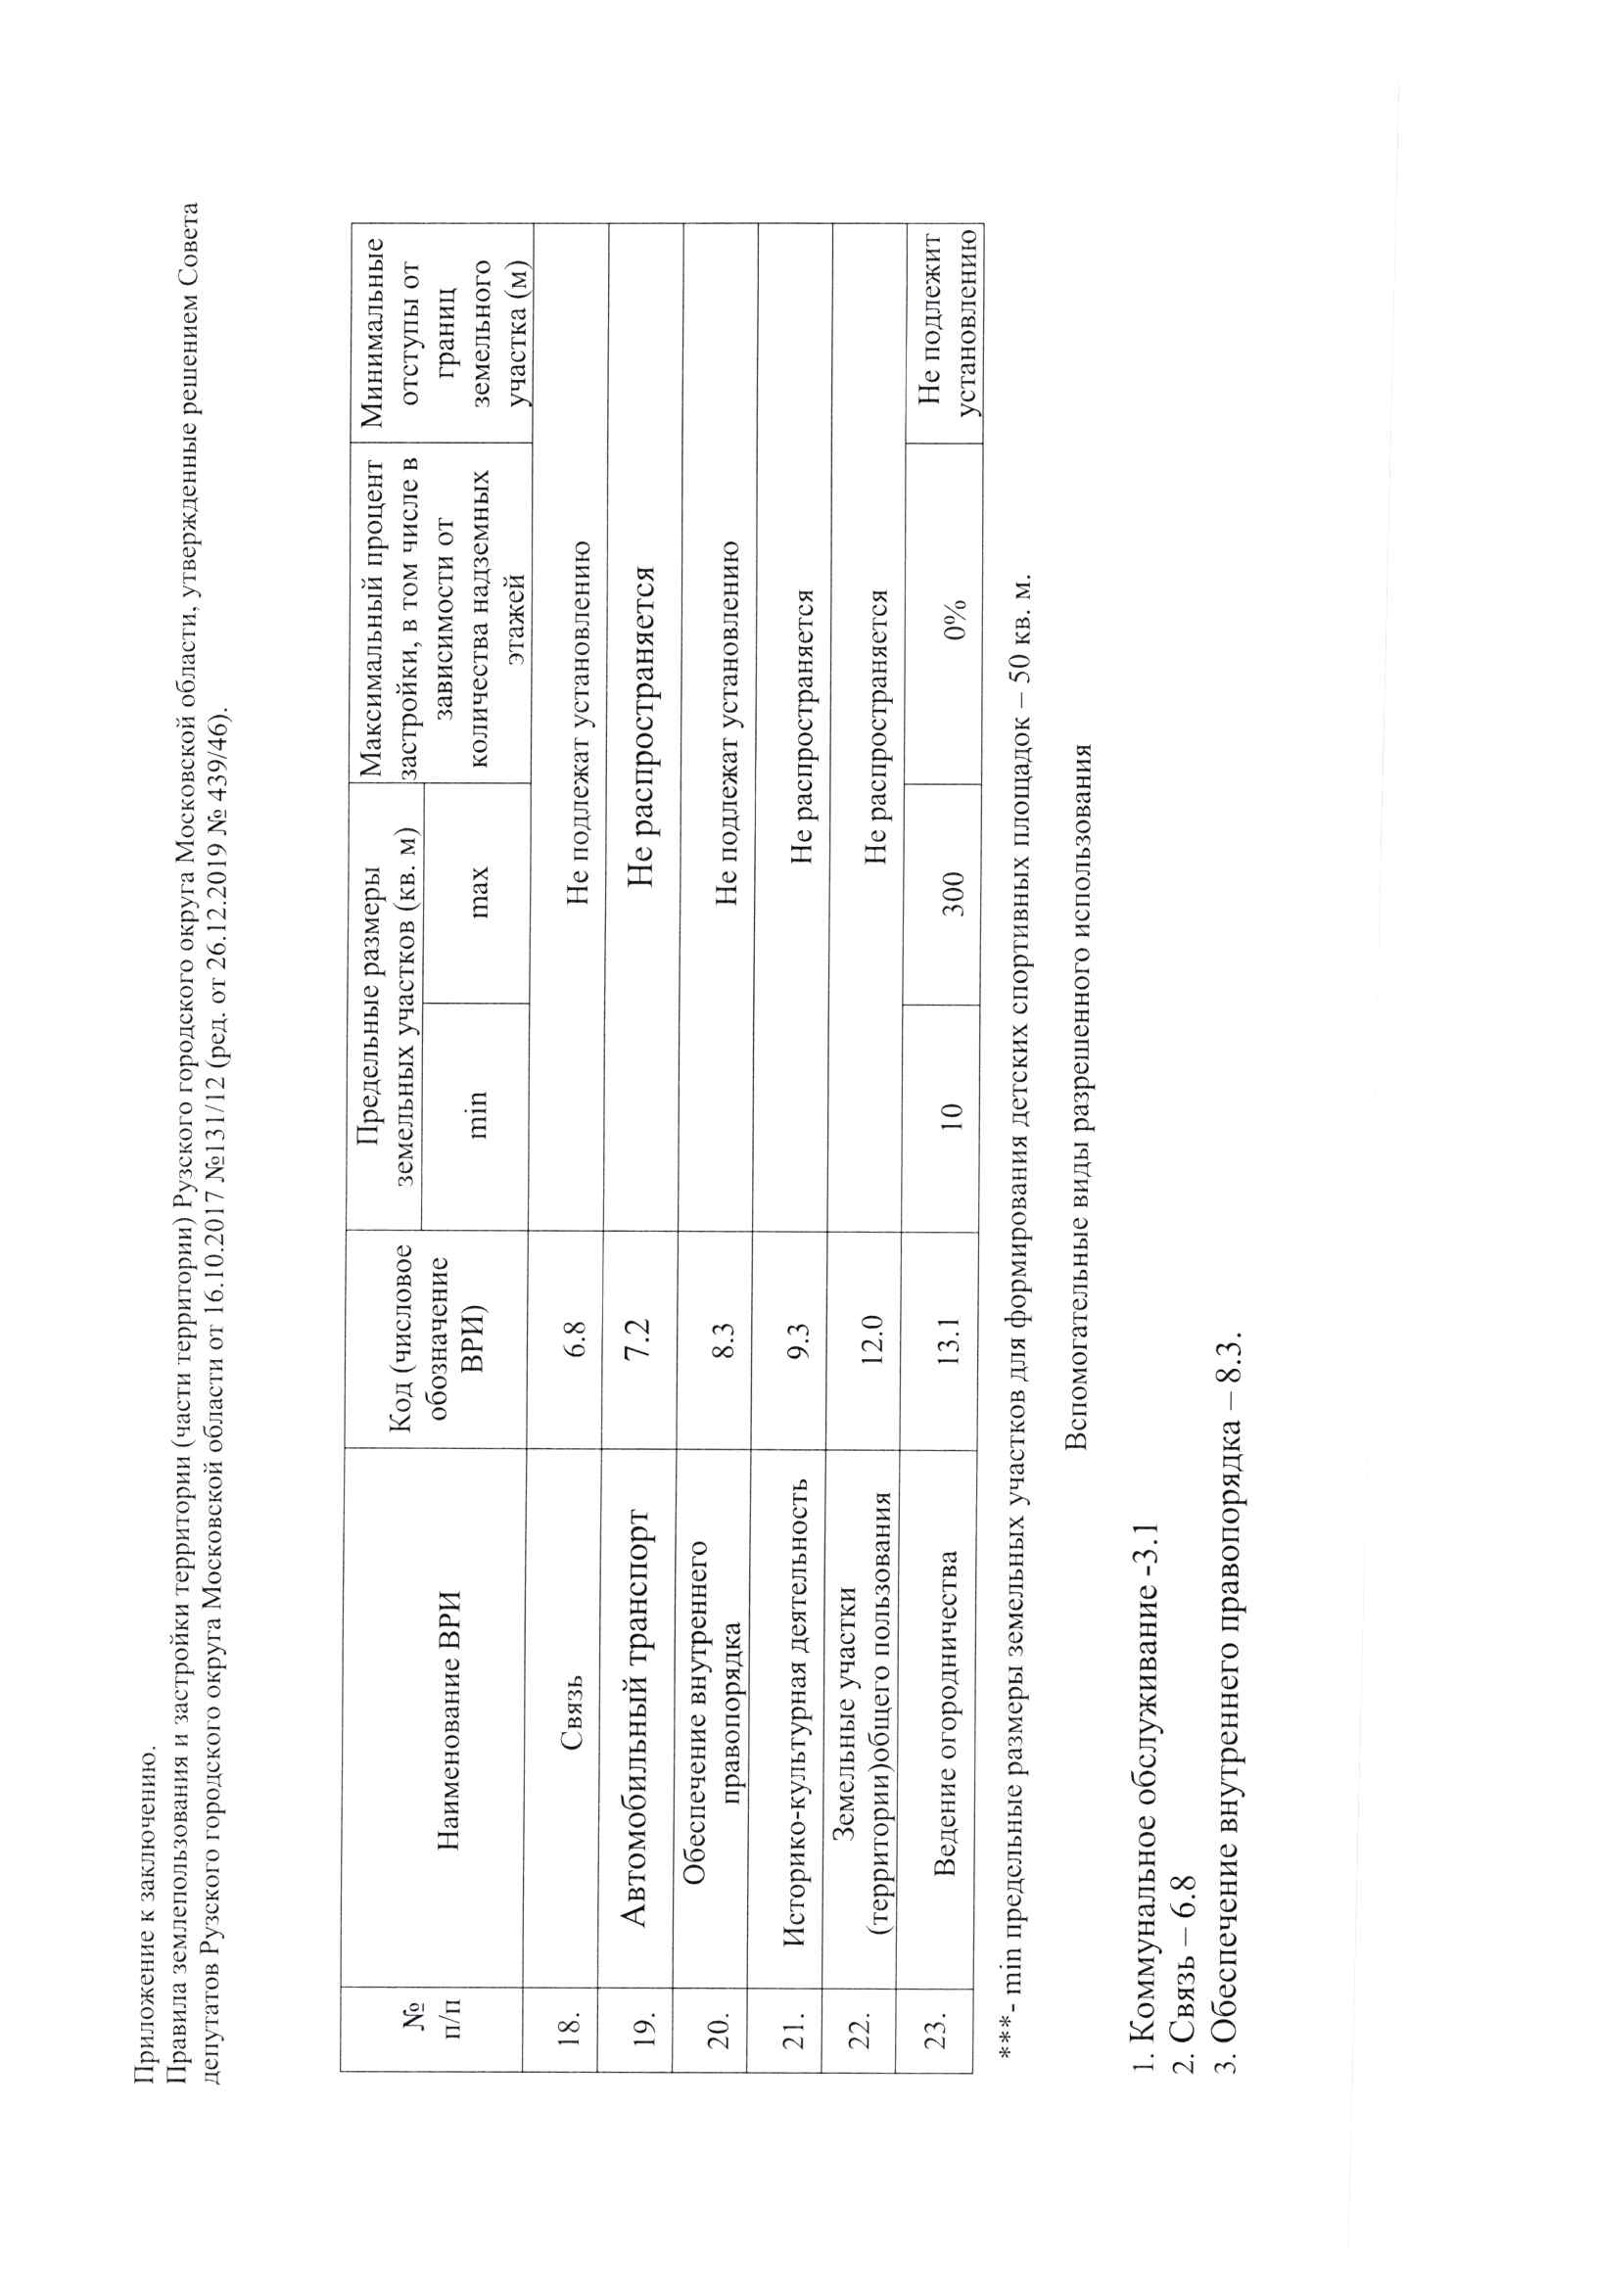 Приложение к заключению.
Правила землепользования и застройки территории (части территории) Рузского городского округа Московской области, утвержденные решением Совета
депутатов Рузского городского округа Московской области от 16.10.2017 №131/12 (ред. от 26.12.2019 № 439/46).
№
п/п
Наименование ВРИ
Код (числовое
обозначение
ВРИ)
Предельные размеры
земельных участков (кв. м)
min
max
Максимальный процент
застройки, в том числе в
зависимости от
количества надземных
этажей
Минимальные
отступы от
границ
земельного
участка (м)
18.
Связь
6.8
Не подлежат установлению
19.
Автомобильный транспорт
7.2
Не распространяется
20.
Обеспечение внутреннего
правопорядка
8.3
Не подлежат установлению
21.
Историко-культурная деятельность
9.3
Не распространяется
22.
Земельные участки
(территории)общего пользования
12.0
Не распространяется
23.
Ведение огородничества
13.1
10
300
0%
Не подлежит
установлению
***- min предельные размеры земельных участков для формирования детских спортивных площадок – 50 кв. м.
Вспомогательные виды разрешенного использования
1. Коммунальное обслуживание -3.1
2. Связь – 6.8
3. Обеспечение внутреннего правопорядка – 8.3.